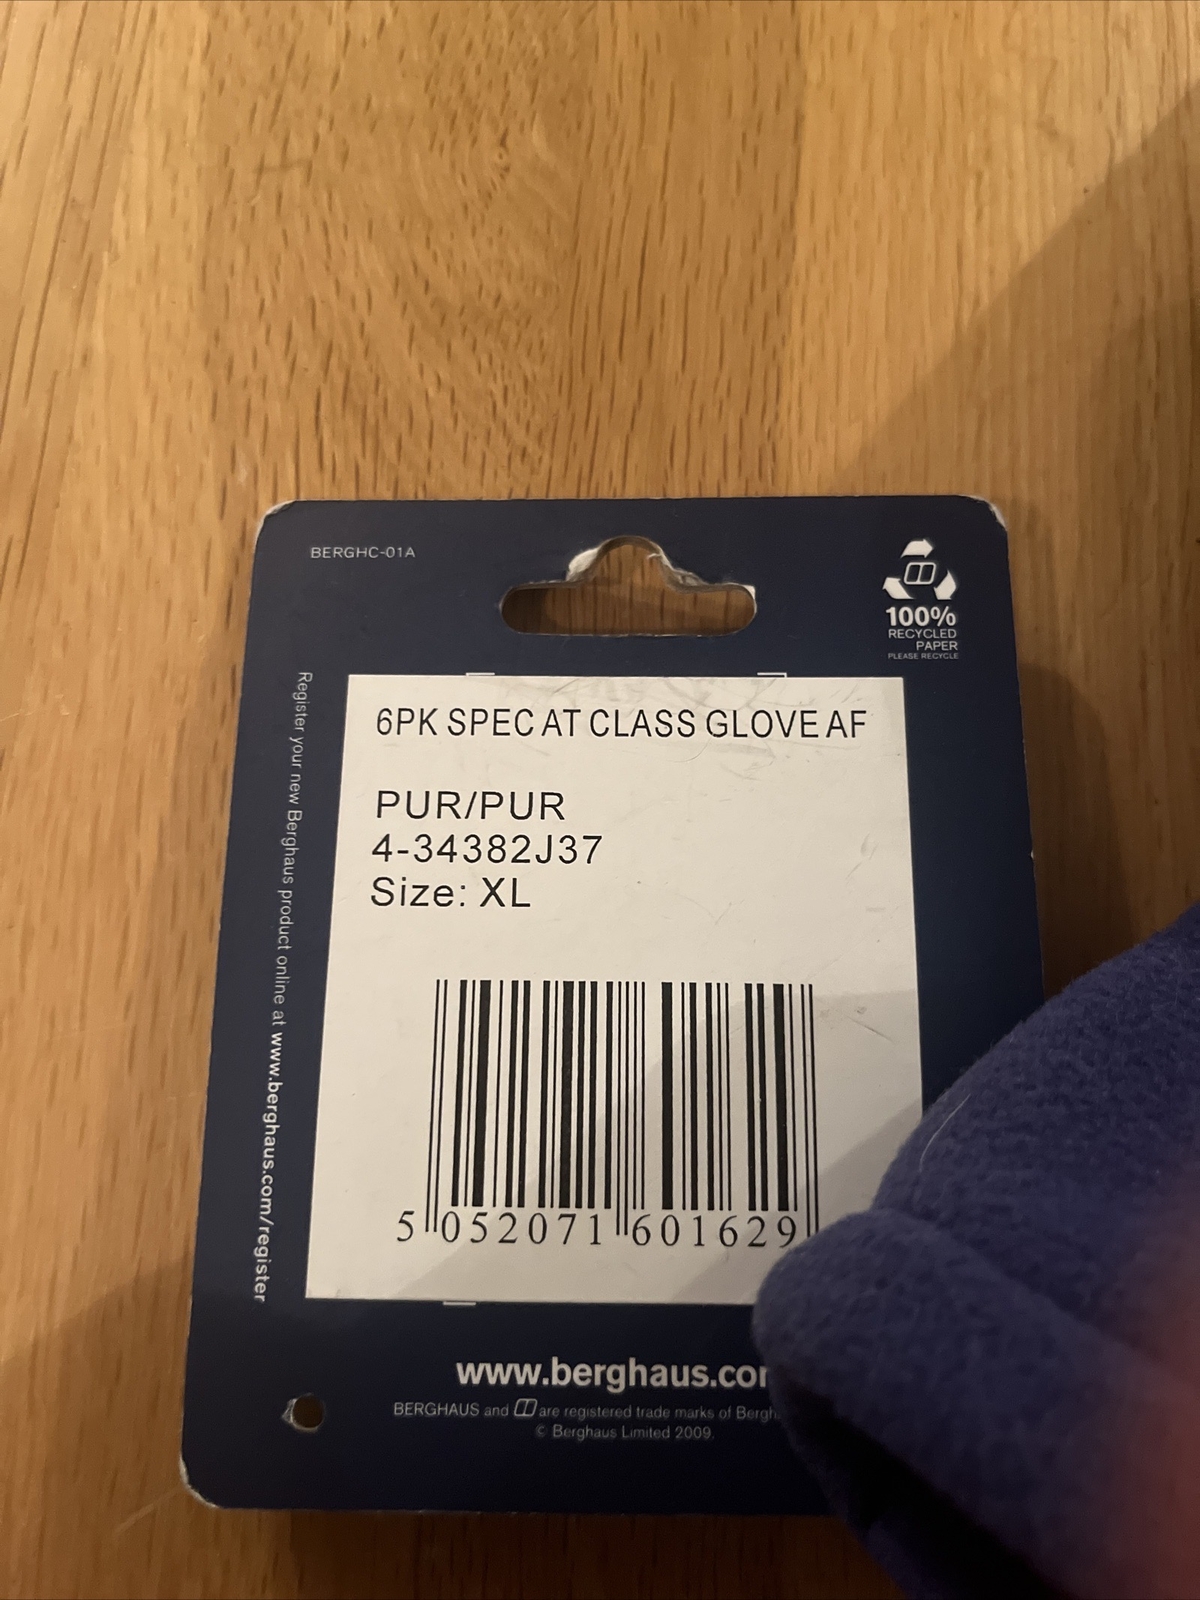 BERGHC-01A
100%
RECYCLED
PAPER
PLEASE RECYCLE
Register your new Berghaus product online at www.berghaus.com/register
6PK SPEC AT CLASS GLOVE AF
PUR/PUR
4-34382J37
Size: XL
5 052071 601629
www.berghaus.co
BERGHAUS and are registered trade marks of Bergh
© Berghaus Limited 2009.